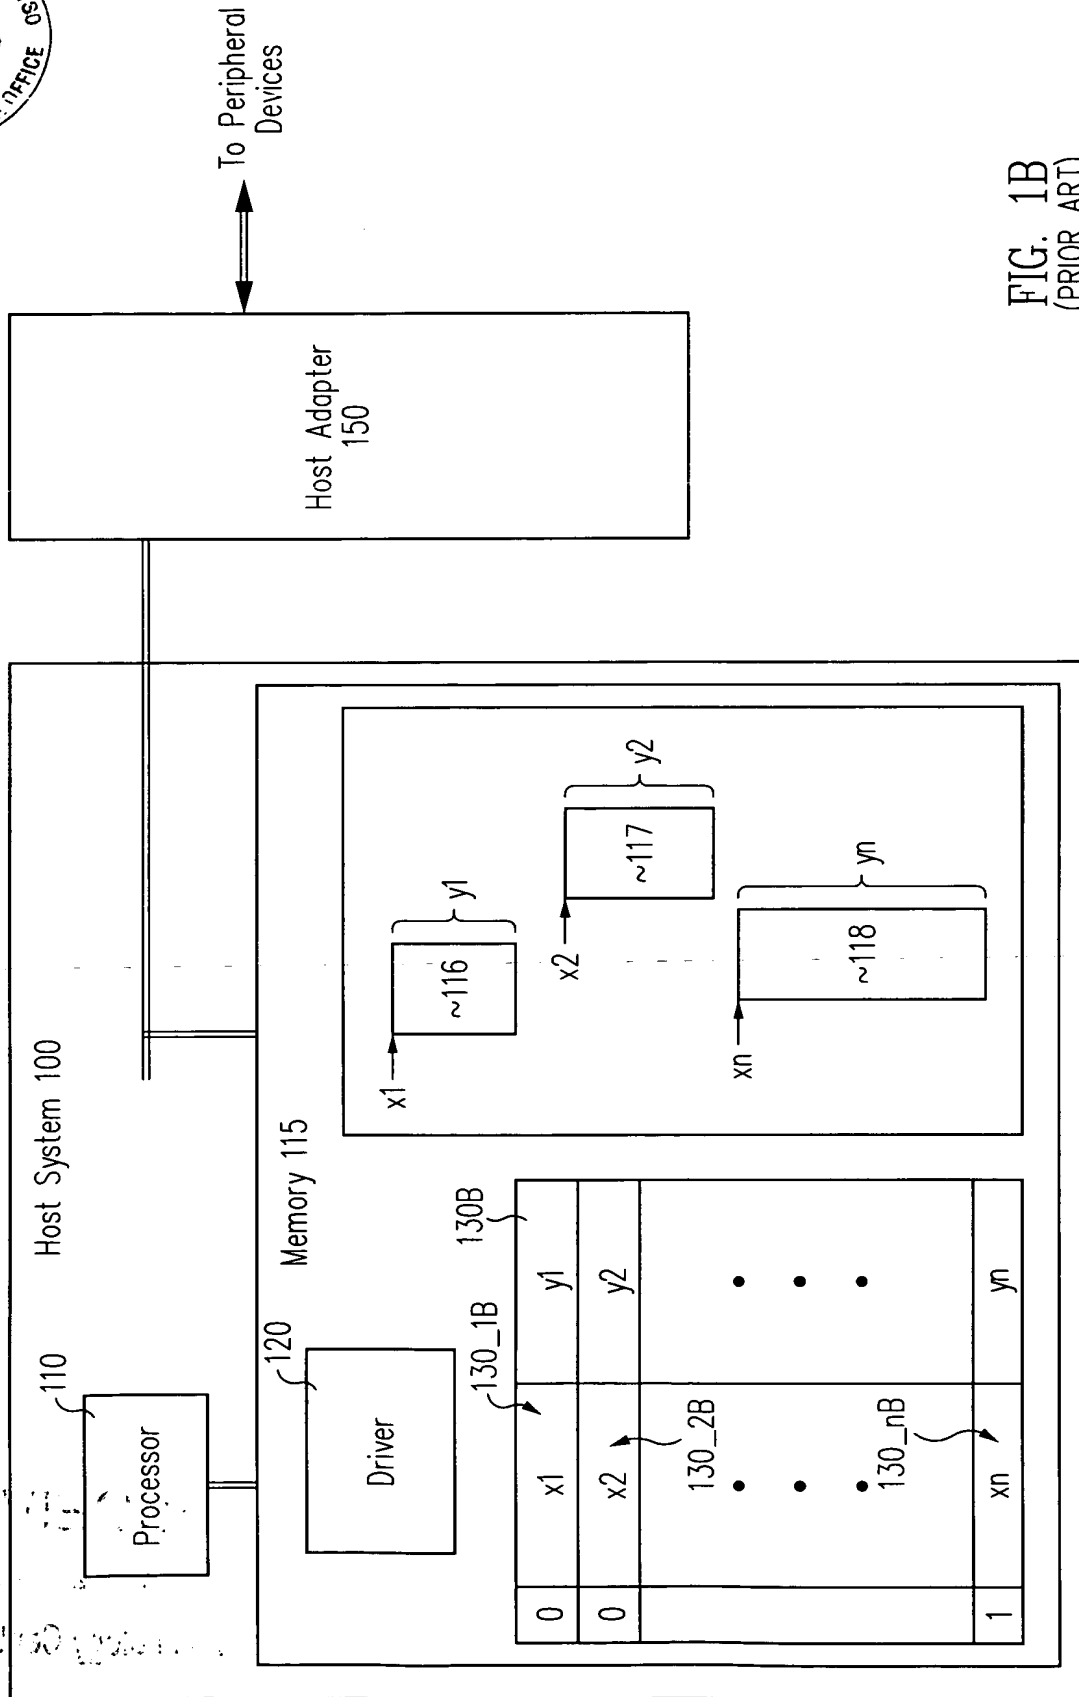 OFFICE
To Peripheral
Devices
Host Adapter
150
Host System 100
110
Processor
Memory 115
120
Driver
x1
~116
y1
x2
~117
y2
xn
~118
yn
130_1B
130B
0 x1 y1
0 x2 y2
130_2B
130_nB
1 xn yn
FIG. 1B
(PRIOR ART)